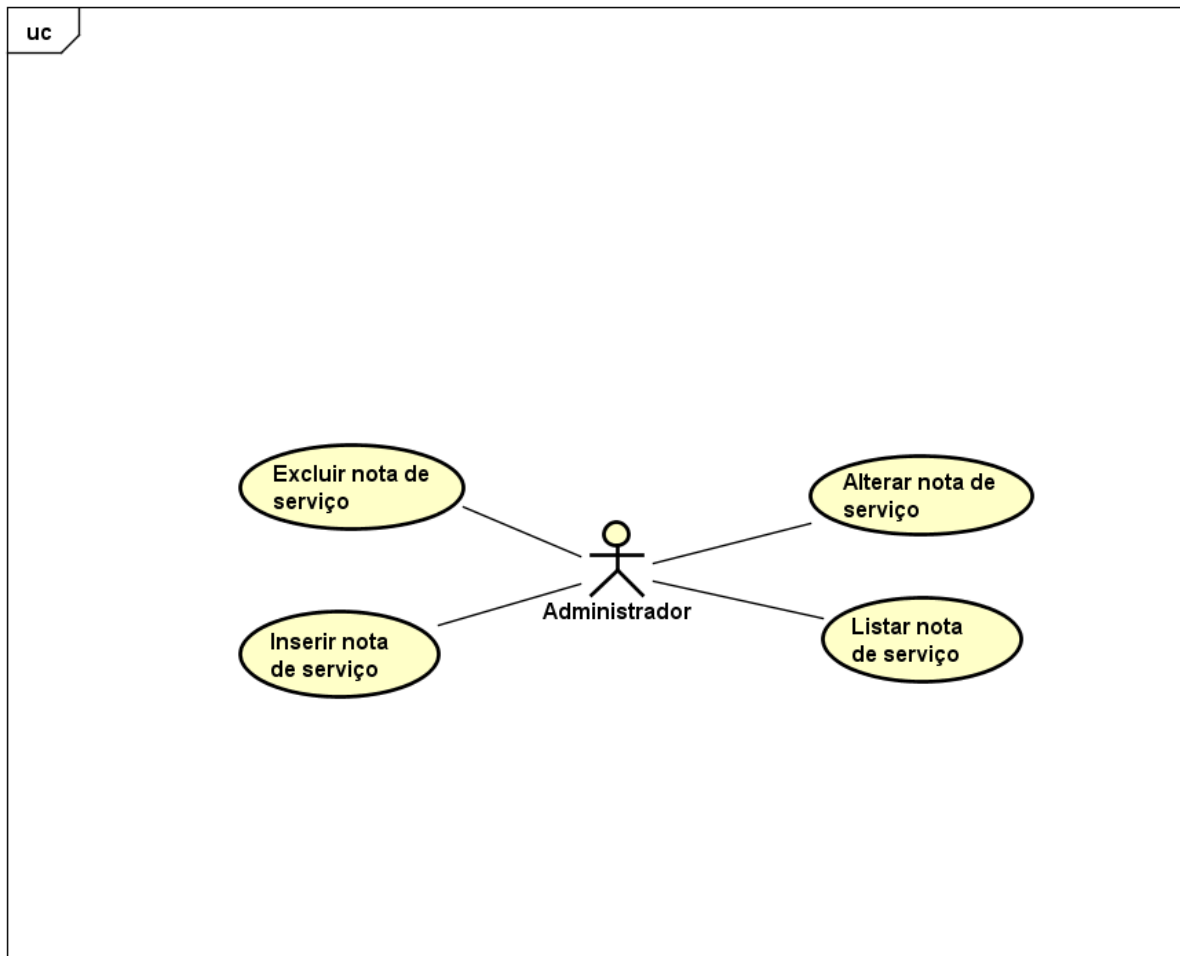 uc
Excluir nota de
serviço
Alterar nota de
serviço
Administrador
Inserir nota
de serviço
Listar nota
de serviço